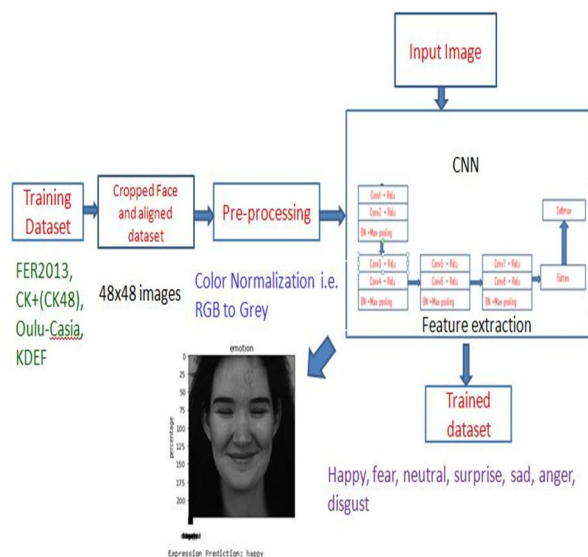 Input Image
CNN
Training
Dataset
Cropped Face
and aligned
dataset
Pre-processing
Conv1 + Relu
Conv2 + Relu
BN +Max pooling
Conv3 + Relu
Conv4 + Relu
BN +Max pooling
Conv5 + Relu
Conv6 + Relu
BN +Max pooling
Conv7 + Relu
Conv8 + Relu
BN +Max pooling
Flatten
Softmax
Feature extraction
FER2013,
CK+(CK48),
Oulu-Casia,
KDEF
48x48 images
Color Normalization i.e.
RGB to Grey
emotion
percentage
0
25
50
75
100
125
150
175
200
Expression Prediction: happy
Trained
dataset
Happy, fear, neutral, surprise, sad, anger,
disgust